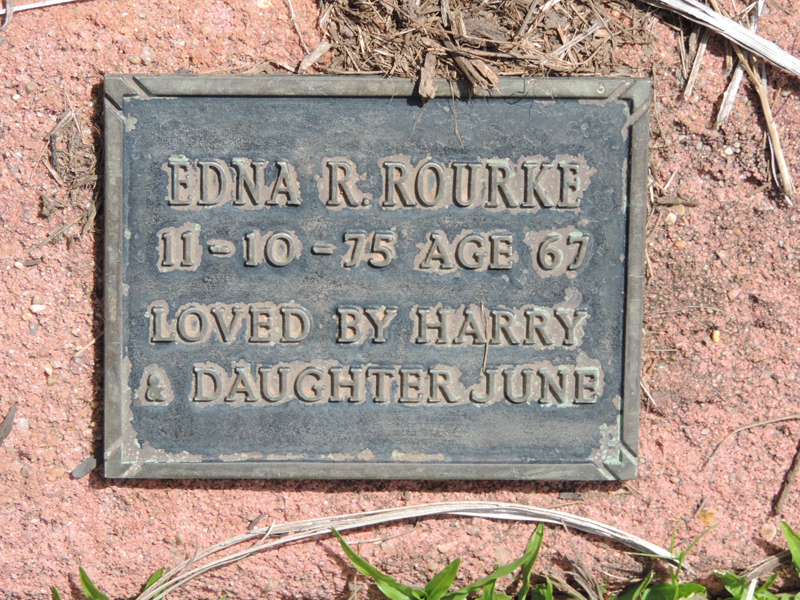 EDNA R. ROURKE
11-10-75 AGE 67
LOVED BY HARRY
& DAUGHTER JUNE